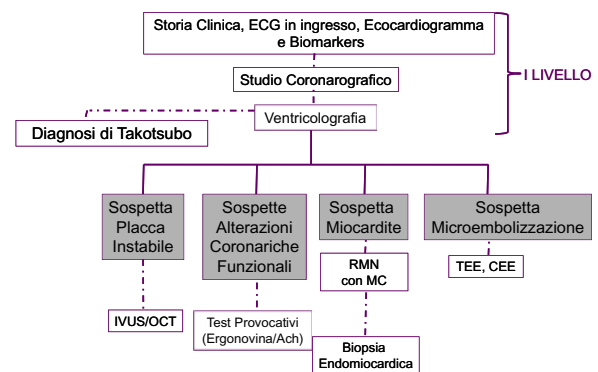 Storia Clinica, ECG in ingresso, Ecocardiogramma
e Biomarkers
I LIVELLO
Studio Coronarografico
Ventricolografia
Diagnosi di Takotsubo
Sospetta
Placca
Instabile
Sospette
Alterazioni
Coronariche
Funzionali
Sospetta
Miocardite
Sospetta
Microembolizzazione
RMN
con MC
TEE, CEE
IVUS/OCT
Test Provocativi
(Ergonovina/Ach)
Biopsia
Endomiocardica